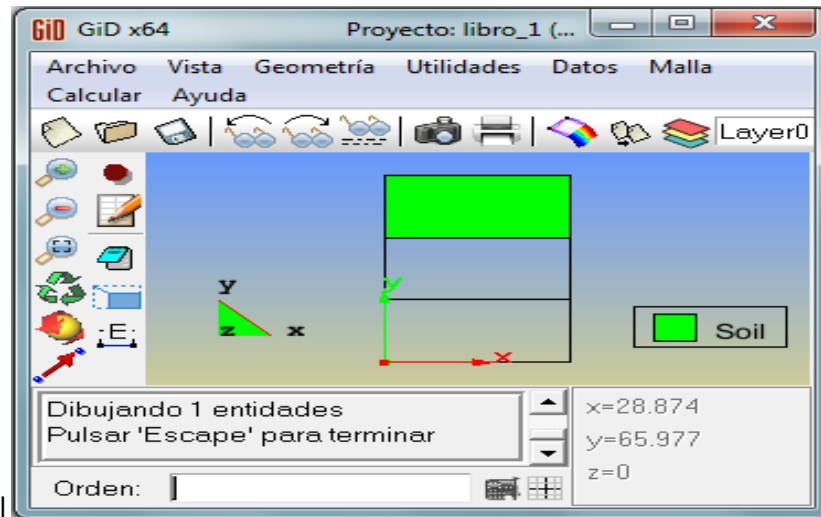 GiD GiD x64 Proyecto: libro_1 (...
Archivo Vista Geometría Utilidades Datos Malla
Calcular Ayuda
Layer0
y
y
z x
x
E
Soil
Dibujando 1 entidades
Pulsar 'Escape' para terminar
x=28.874
y=65.977
z=0
Orden: